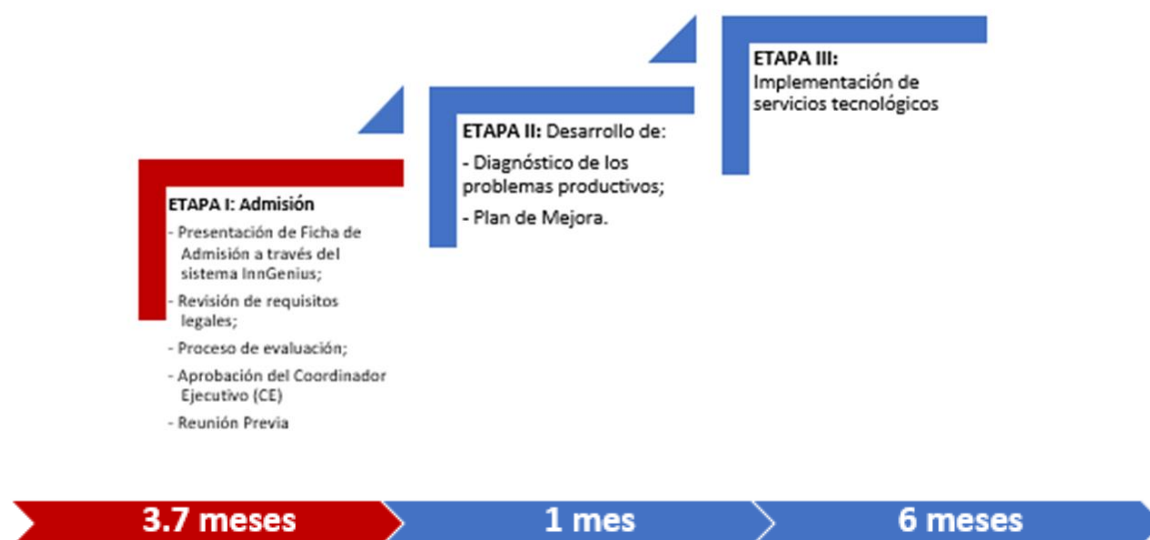 ETAPA I: Admisión
- Presentación de Ficha de
Admisión a través del
sistema InnGenius;
- Revisión de requisitos
legales;
- Proceso de evaluación;
- Aprobación del Coordinador
Ejecutivo (CE)
- Reunión Previa
ETAPA II: Desarrollo de:
- Diagnóstico de los
problemas productivos;
- Plan de Mejora.
ETAPA III:
Implementación de
servicios tecnológicos
3.7 meses
1 mes
6 meses